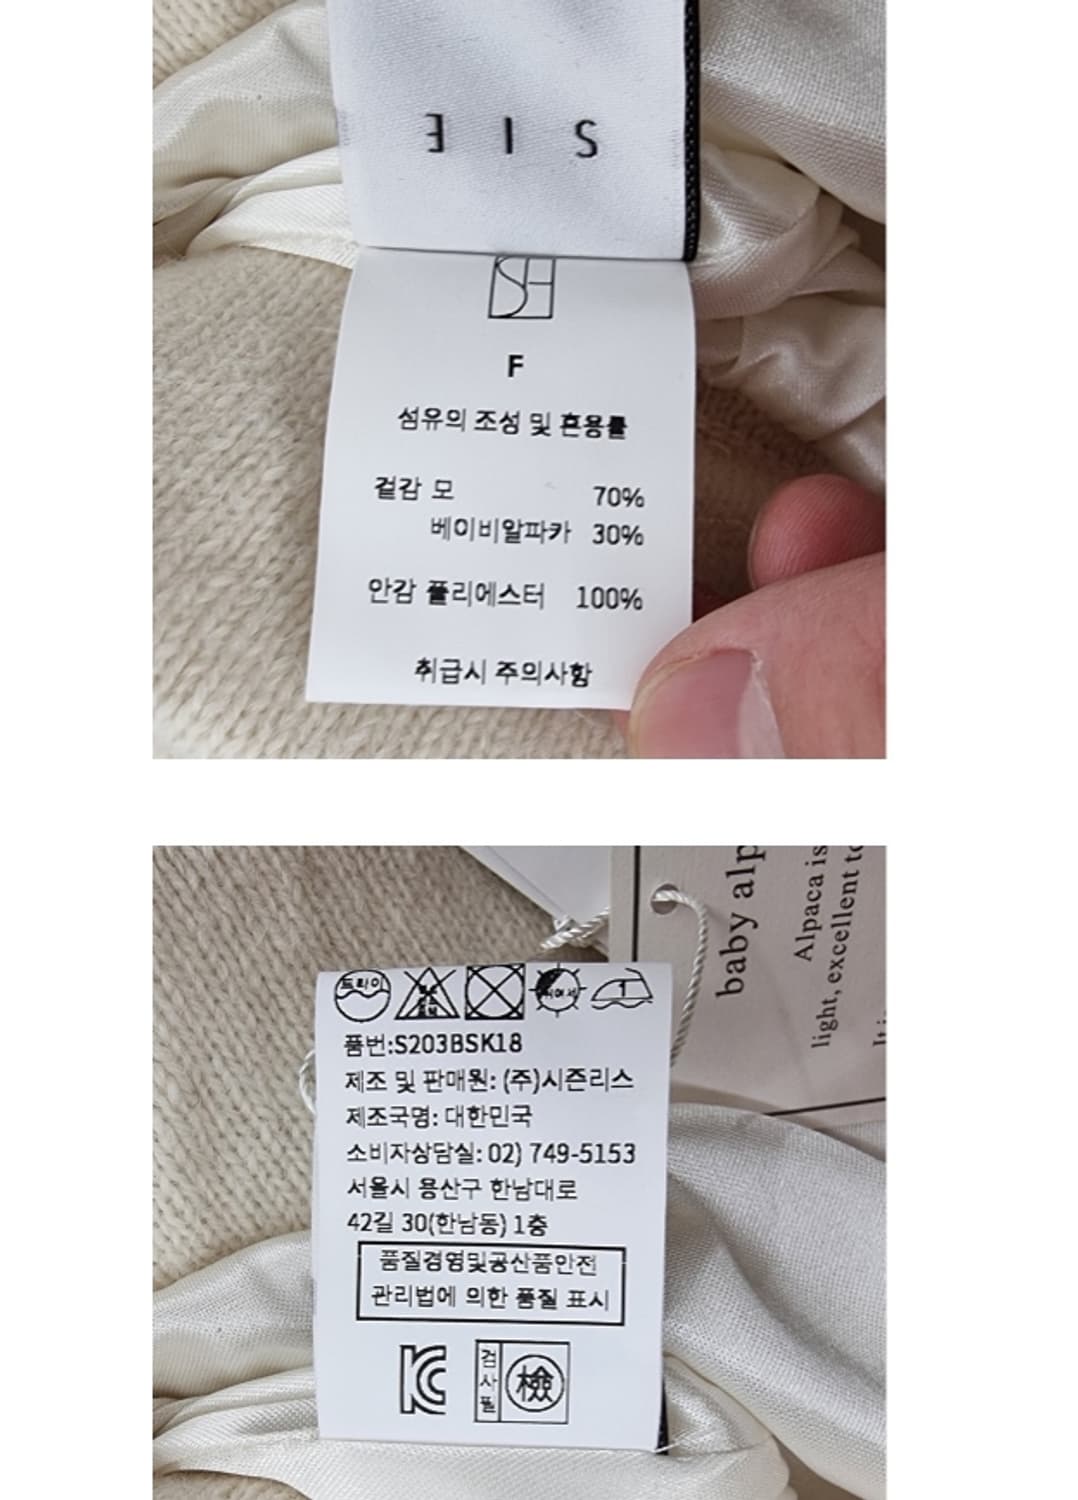 SIE
F
섬유의 조성 및 혼용률
겉감 모 70%
베이비알파카 30%
안감 폴리에스터 100%
취급시 주의사항
baby alp
Alpaca is
light, excellent to
드라이
품번:S203BSK18
제조 및 판매원: (주)시즌리스
제조국명: 대한민국
소비자상담실: 02) 749-5153
서울시 용산구 한남대로
42길 30(한남동) 1층
품질경영및공산품안전
관리법에 의한 품질 표시
검사필 檢